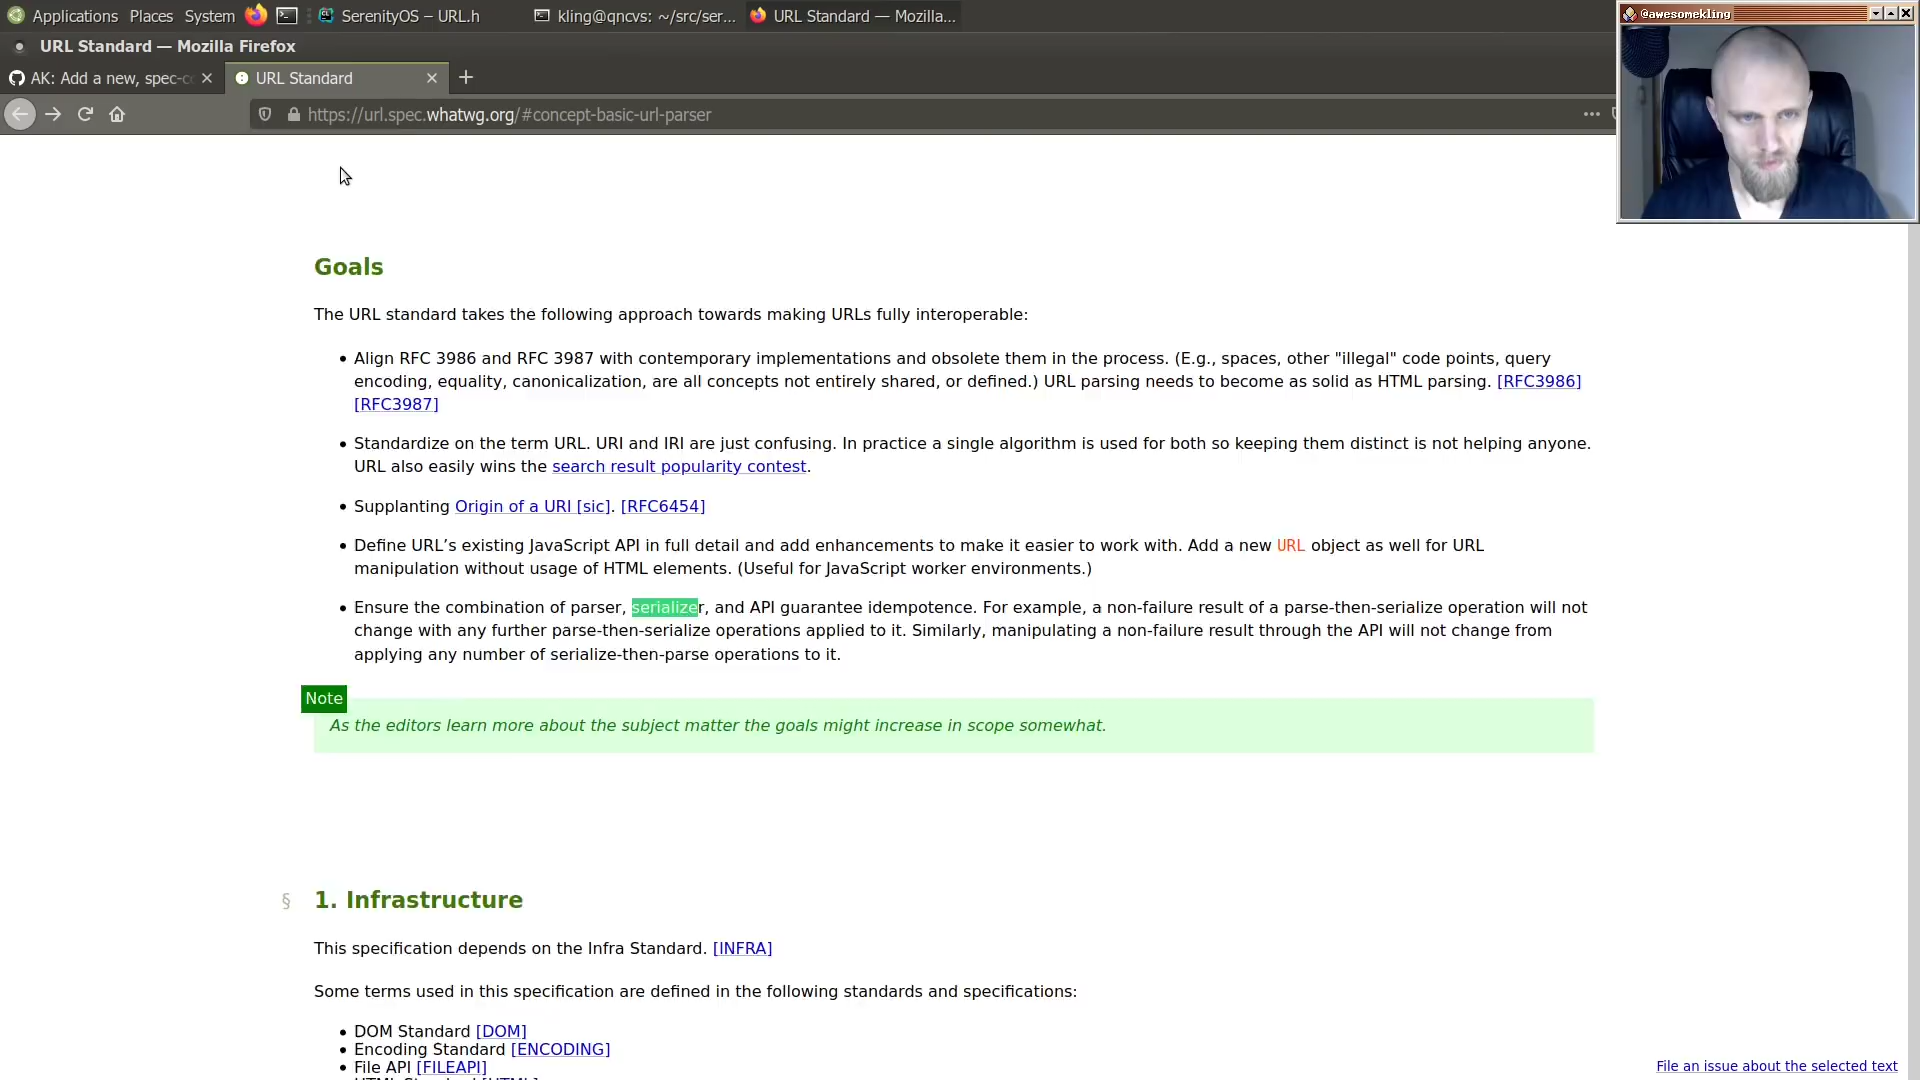 Applications Places System SerenityOS – URL.h kling@qncvs: ~/src/ser... URL Standard — Mozilla...
@awesomekling
URL Standard — Mozilla Firefox
AK: Add a new, spec-co URL Standard
https://url.spec.whatwg.org/#concept-basic-url-parser
Goals
The URL standard takes the following approach towards making URLs fully interoperable:
• Align RFC 3986 and RFC 3987 with contemporary implementations and obsolete them in the process. (E.g., spaces, other "illegal" code points, query
encoding, equality, canonicalization, are all concepts not entirely shared, or defined.) URL parsing needs to become as solid as HTML parsing. [RFC3986]
[RFC3987]
• Standardize on the term URL. URI and IRI are just confusing. In practice a single algorithm is used for both so keeping them distinct is not helping anyone.
URL also easily wins the search result popularity contest.
• Supplanting Origin of a URI [sic]. [RFC6454]
• Define URL’s existing JavaScript API in full detail and add enhancements to make it easier to work with. Add a new URL object as well for URL
manipulation without usage of HTML elements. (Useful for JavaScript worker environments.)
• Ensure the combination of parser, serializer, and API guarantee idempotence. For example, a non-failure result of a parse-then-serialize operation will not
change with any further parse-then-serialize operations applied to it. Similarly, manipulating a non-failure result through the API will not change from
applying any number of serialize-then-parse operations to it.
Note
As the editors learn more about the subject matter the goals might increase in scope somewhat.
§ 1. Infrastructure
This specification depends on the Infra Standard. [INFRA]
Some terms used in this specification are defined in the following standards and specifications:
• DOM Standard [DOM]
• Encoding Standard [ENCODING]
• File API [FILEAPI]
File an issue about the selected text